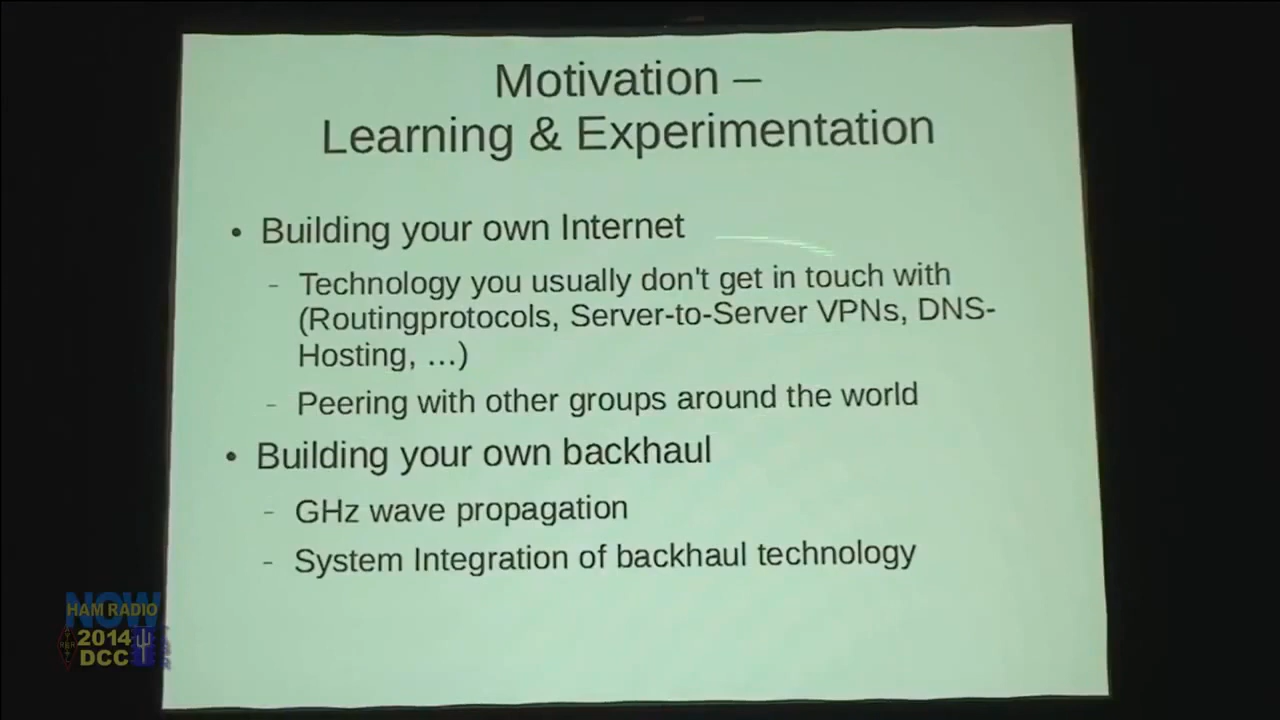 Motivation –
Learning & Experimentation
• Building your own Internet
- Technology you usually don't get in touch with
(Routingprotocols, Server-to-Server VPNs, DNS-
Hosting, …)
- Peering with other groups around the world
• Building your own backhaul
- GHz wave propagation
- System Integration of backhaul technology
NOW
HAM RADIO
2014
DCC